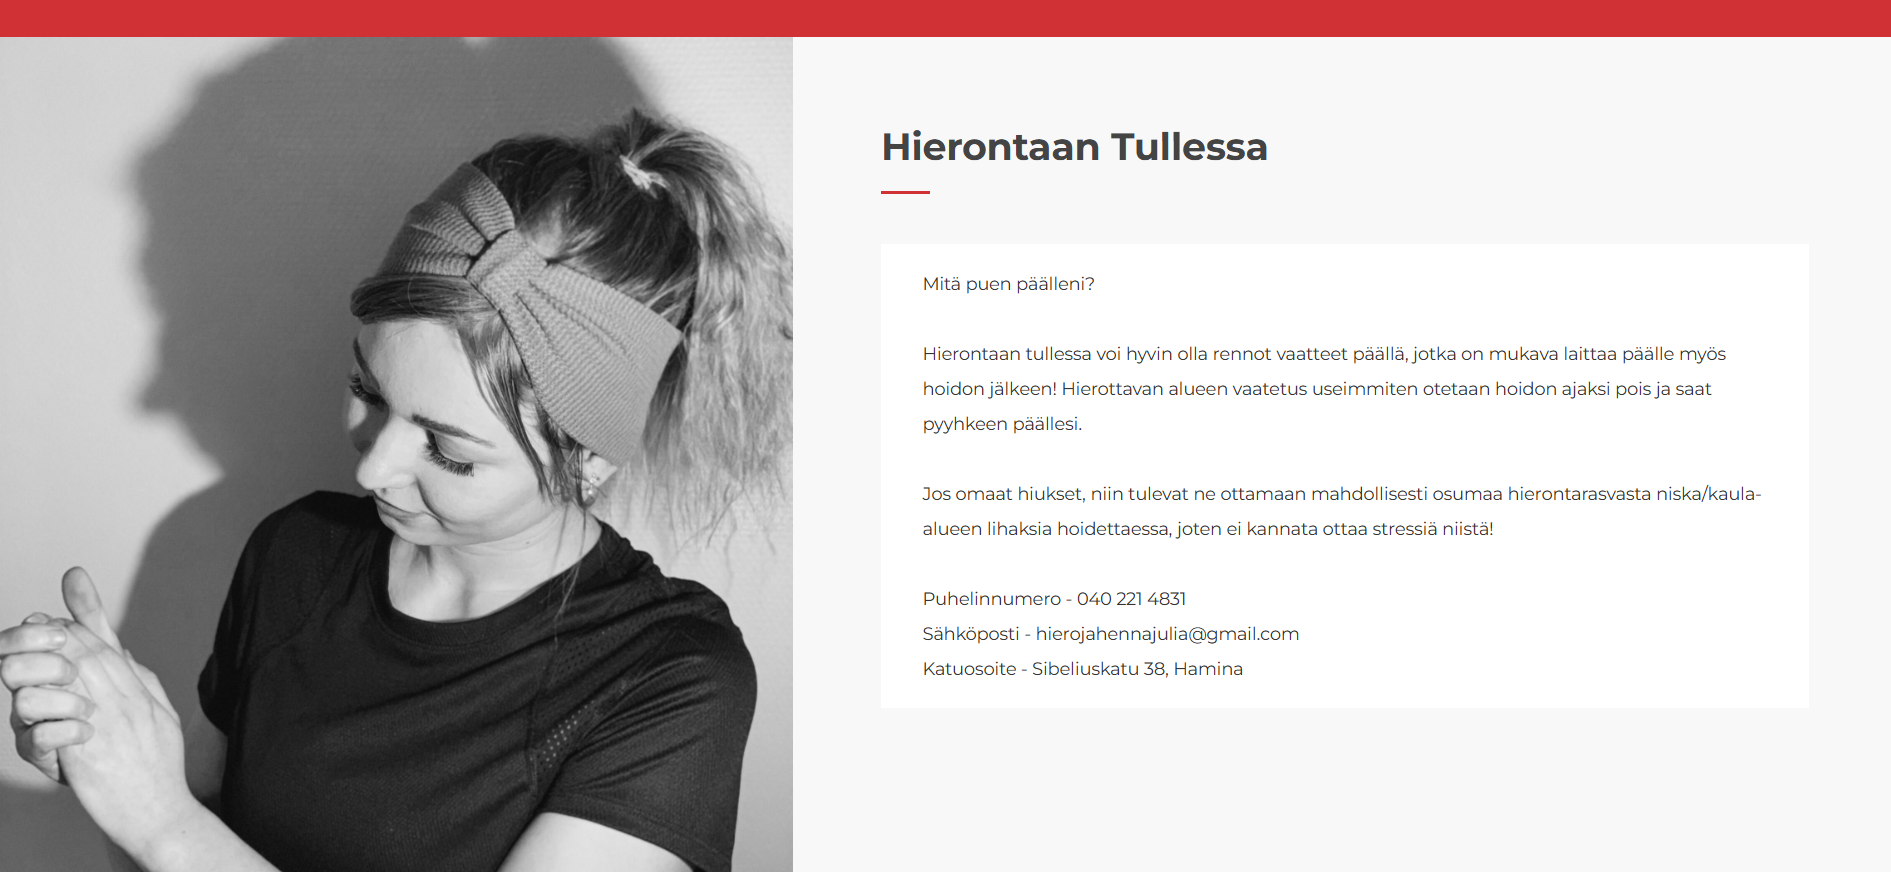 Hierontaan Tullessa
Mitä puen päälleni?
Hierontaan tullessa voi hyvin olla rennot vaatteet päällä, jotka on mukava laittaa päälle myös
hoidon jälkeen! Hierottavan alueen vaatetus useimmiten otetaan hoidon ajaksi pois ja saat
pyyhkeen päällesi.
Jos omaat hiukset, niin tulevat ne ottamaan mahdollisesti osumaa hierontarasvasta niska/kaula-
alueen lihaksia hoidettaessa, joten ei kannata ottaa stressiä niistä!
Puhelinnumero - 040 221 4831
Sähköposti - hierojahennajulia@gmail.com
Katuosoite - Sibeliuskatu 38, Hamina